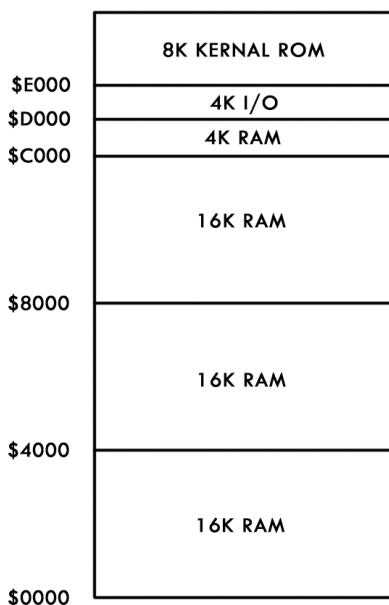 8K KERNAL ROM
$E000
4K I/O
$D000
4K RAM
$C000
16K RAM
$8000
16K RAM
$4000
16K RAM
$0000